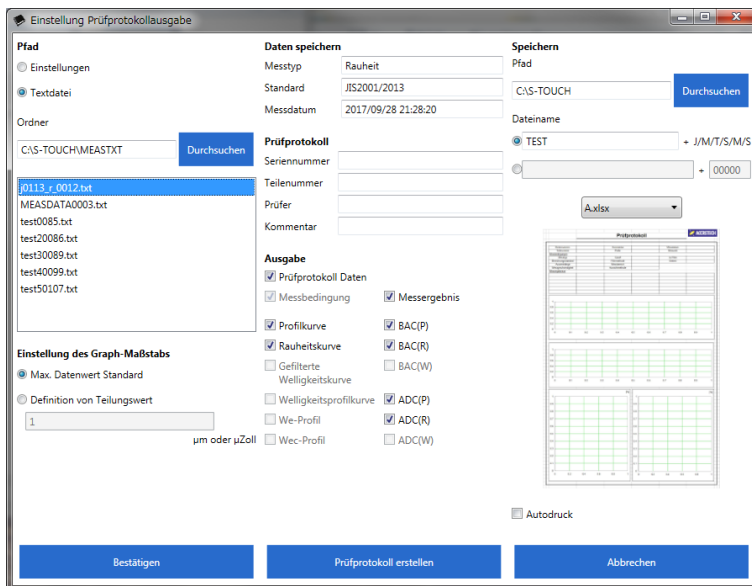 Einstellung Prüfprotokollausgabe
Pfad
Einstellungen
Textdatei
Ordner
C:\S-TOUCH\MEASTXT
Durchsuchen
j0113_r_0012.txt
MEASDATA0003.txt
test0085.txt
test20086.txt
test30089.txt
test40099.txt
test50107.txt
Einstellung des Graph-Maßstabs
Max. Datenwert Standard
Definition von Teilungswert
1
µm oder µZoll
Daten speichern
Messtyp Rauheit
Standard JIS2001/2013
Messdatum 2017/09/28 21:28:20
Prüfprotokoll
Seriennummer
Teilenummer
Prüfer
Kommentar
Ausgabe
Prüfprotokoll Daten
Messbedingung Messergebnis
Profilkurve BAC(P)
Rauheitskurve BAC(R)
Gefilterte Welligkeitskurve BAC(W)
Welligkeitsprofilkurve ADC(P)
We-Profil ADC(R)
Wec-Profil ADC(W)
Speichern
Pfad
C:\S-TOUCH
Durchsuchen
Dateiname
TEST + J/M/T/S/M/S
+ 00000
A.xlsx
Prüfprotokoll
ACCRETECH
Autodruck
Bestätigen
Prüfprotokoll erstellen
Abbrechen